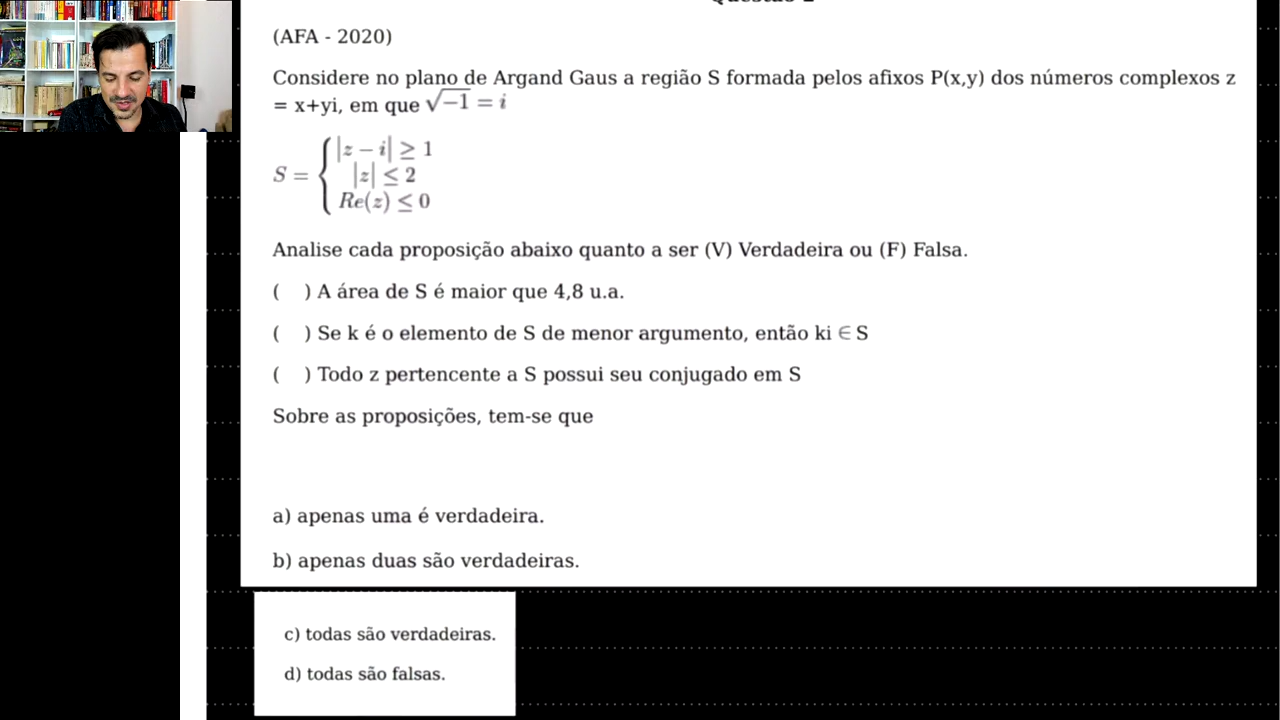 (AFA - 2020)
Considere no plano de Argand Gaus a região S formada pelos afixos P(x,y) dos números complexos z
= x+yi, em que √−1 = i
S = { |z − i| ≥ 1
|z| ≤ 2
Re(z) ≤ 0
Analise cada proposição abaixo quanto a ser (V) Verdadeira ou (F) Falsa.
( ) A área de S é maior que 4,8 u.a.
( ) Se k é o elemento de S de menor argumento, então ki ∈ S
( ) Todo z pertencente a S possui seu conjugado em S
Sobre as proposições, tem-se que
a) apenas uma é verdadeira.
b) apenas duas são verdadeiras.
c) todas são verdadeiras.
d) todas são falsas.